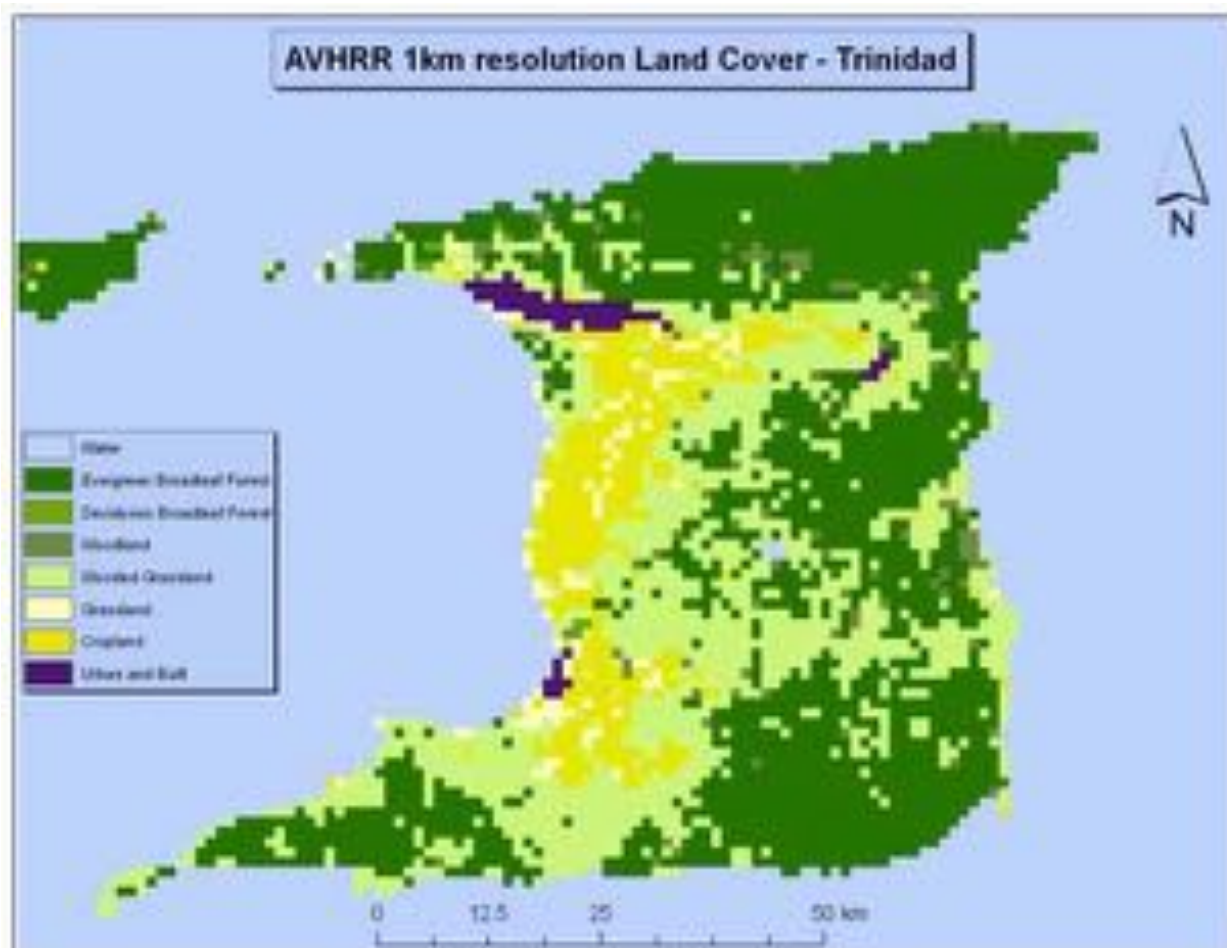 AVHRR 1km resolution Land Cover - Trinidad
N
Water
Evergreen Broadleaf Forest
Deciduous Broadleaf Forest
Woodland
Wooded Grassland
Grassland
Cropland
Urban and Built
0 12.5 25 50 km